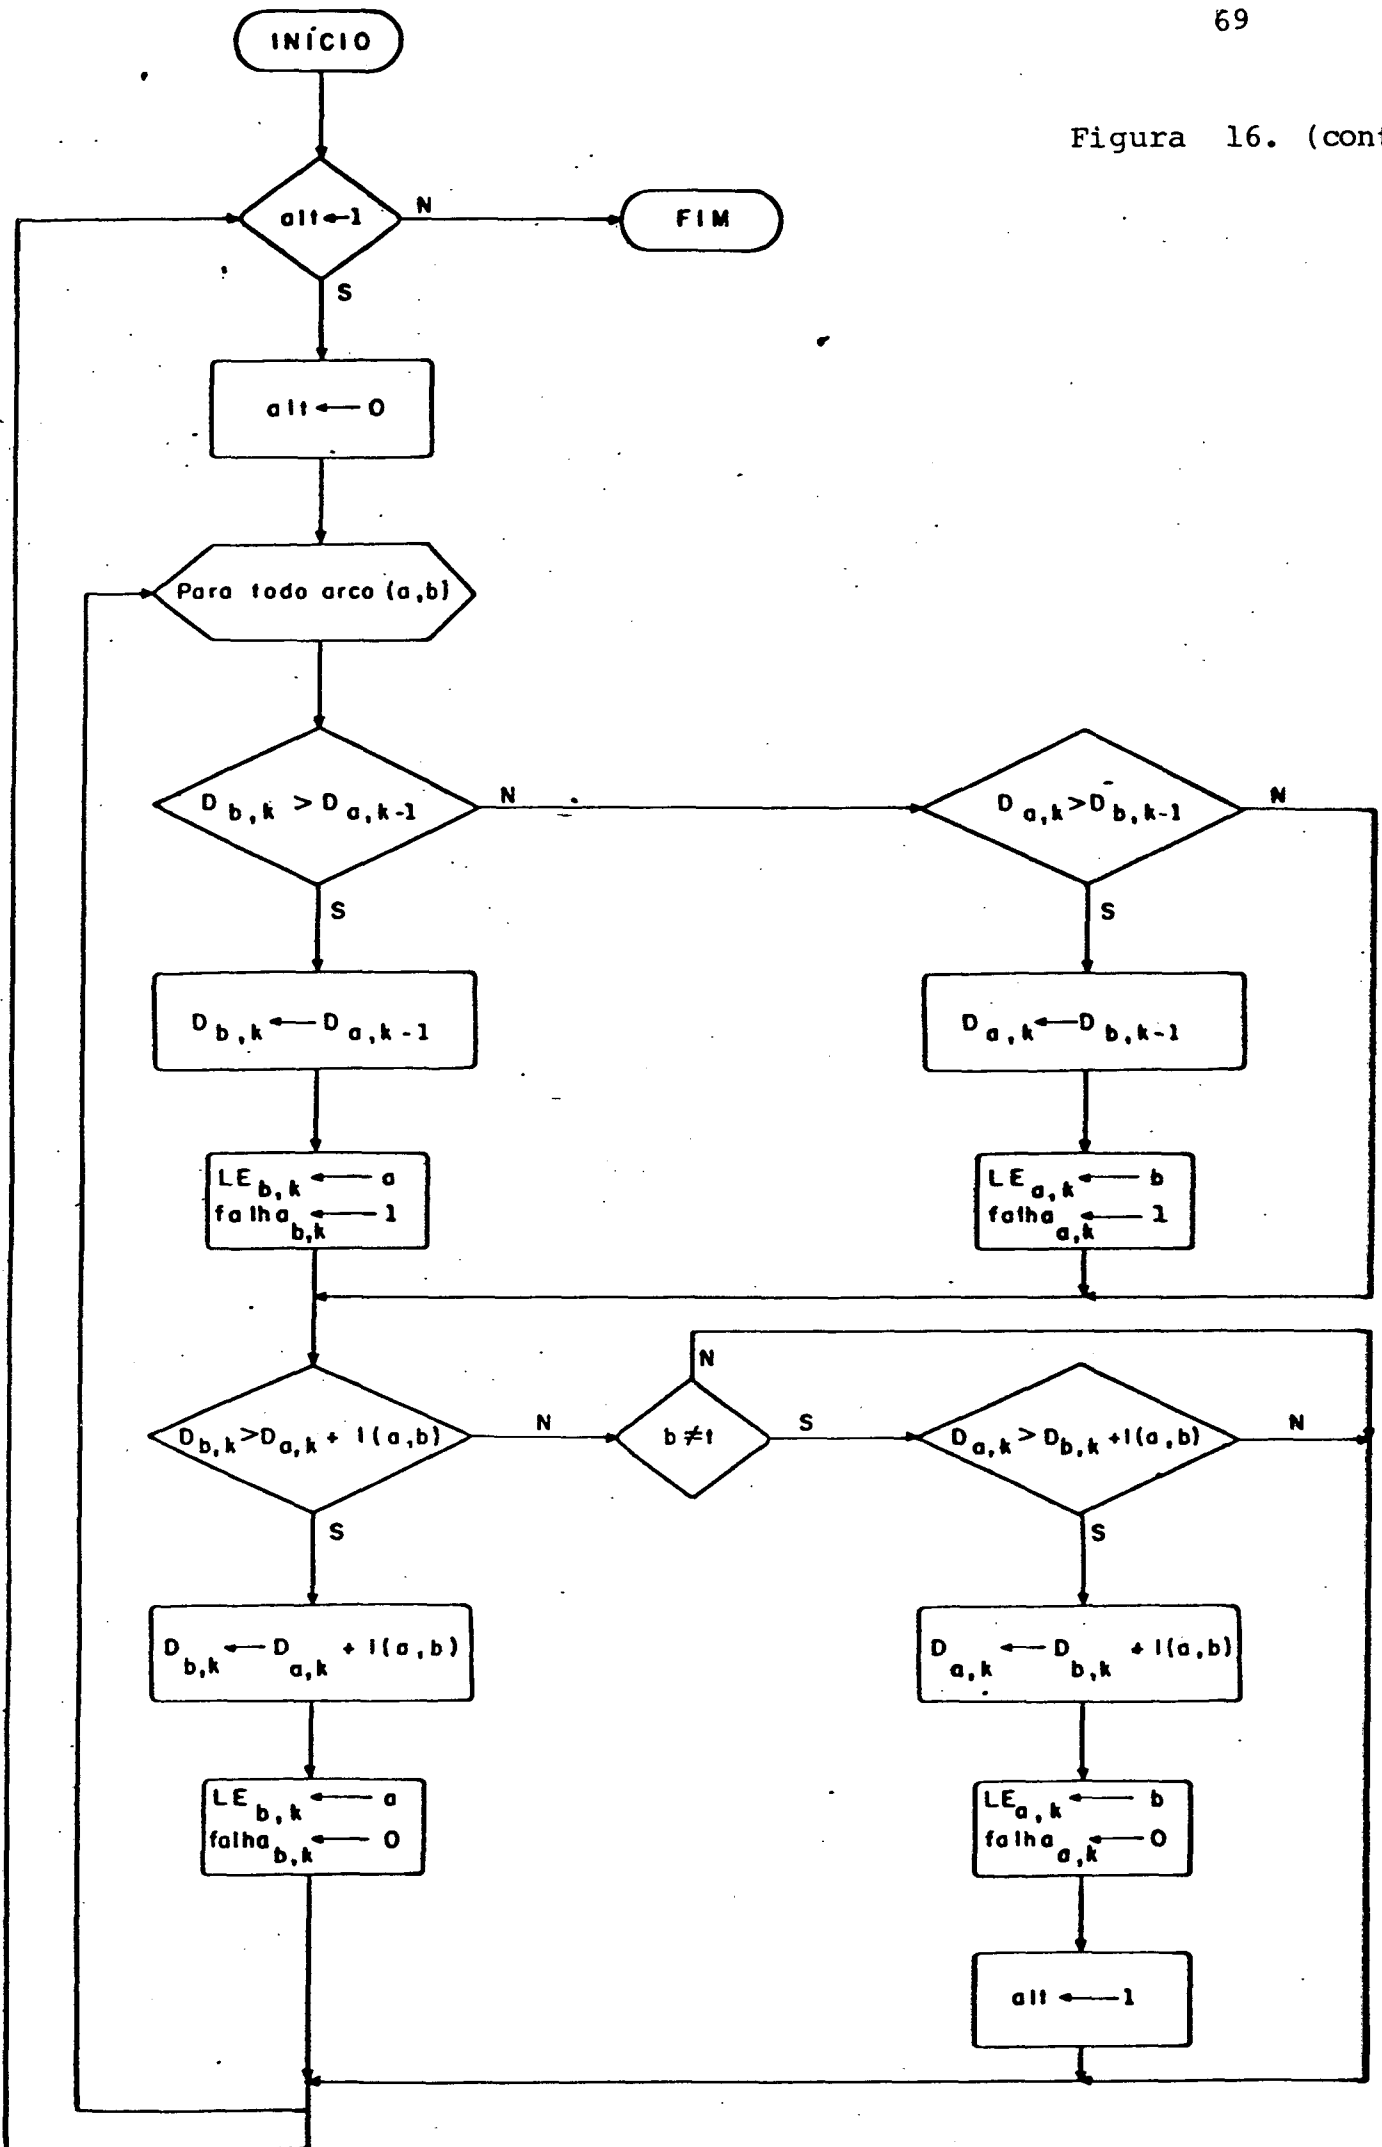 69
INÍCIO
Figura 16. (cont
alt←1
N
FIM
S
alt ← 0
Para todo arco (a,b)
D b,k > D a,k-1
N
D a,k > D b,k-1
N
S
S
D b,k ← D a,k-1
D a,k ← D b,k-1
LE b,k ← a
falha b,k ← 1
LE a,k ← b
falha a,k ← 1
N
D b,k > D a,k + l(a,b)
N
b≠t
S
D a,k > D b,k + l(a,b)
N
S
S
D b,k ← D a,k + l(a,b)
D a,k ← D b,k + l(a,b)
LE b,k ← a
falha b,k ← 0
LE a,k ← b
falha a,k ← 0
alt ← 1